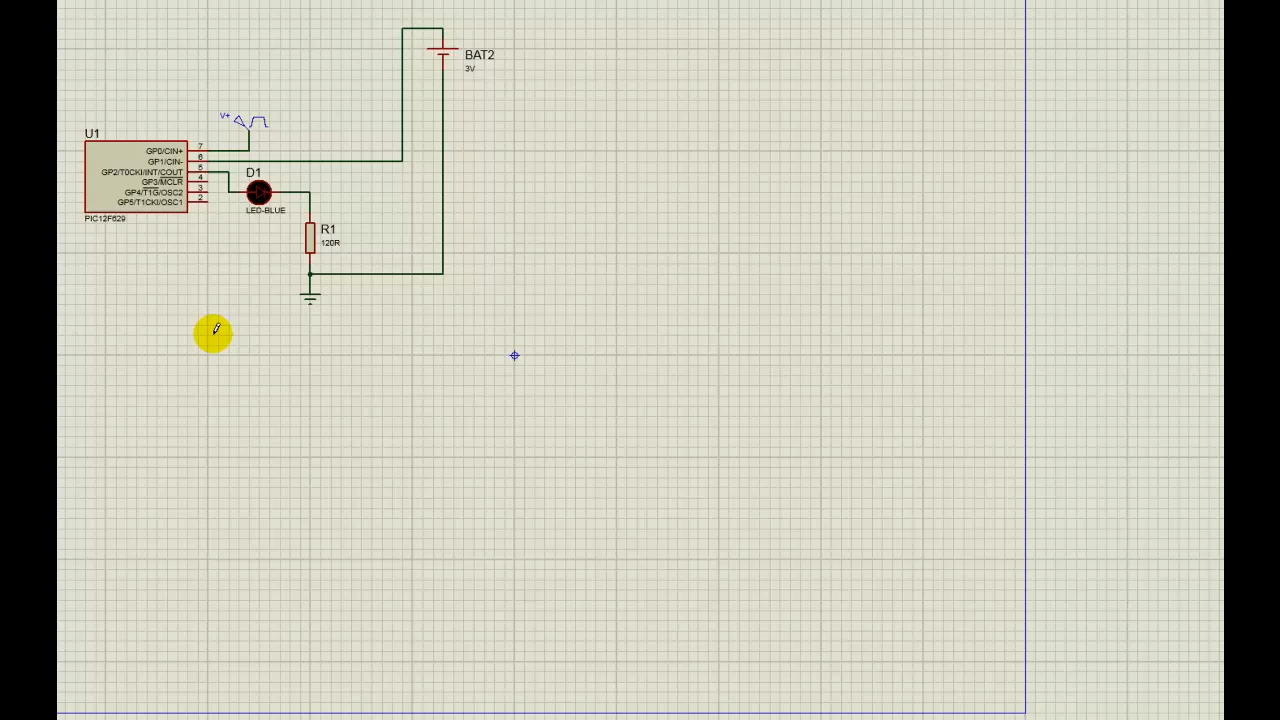 BAT2
3V
V+
U1
GP0/CIN+ 7
GP1/CIN- 6
GP2/T0CKI/INT/COUT 5
GP3/MCLR 4
GP4/T1G/OSC2 3
GP5/T1CKI/OSC1 2
PIC12F629
D1
LED-BLUE
R1
120R